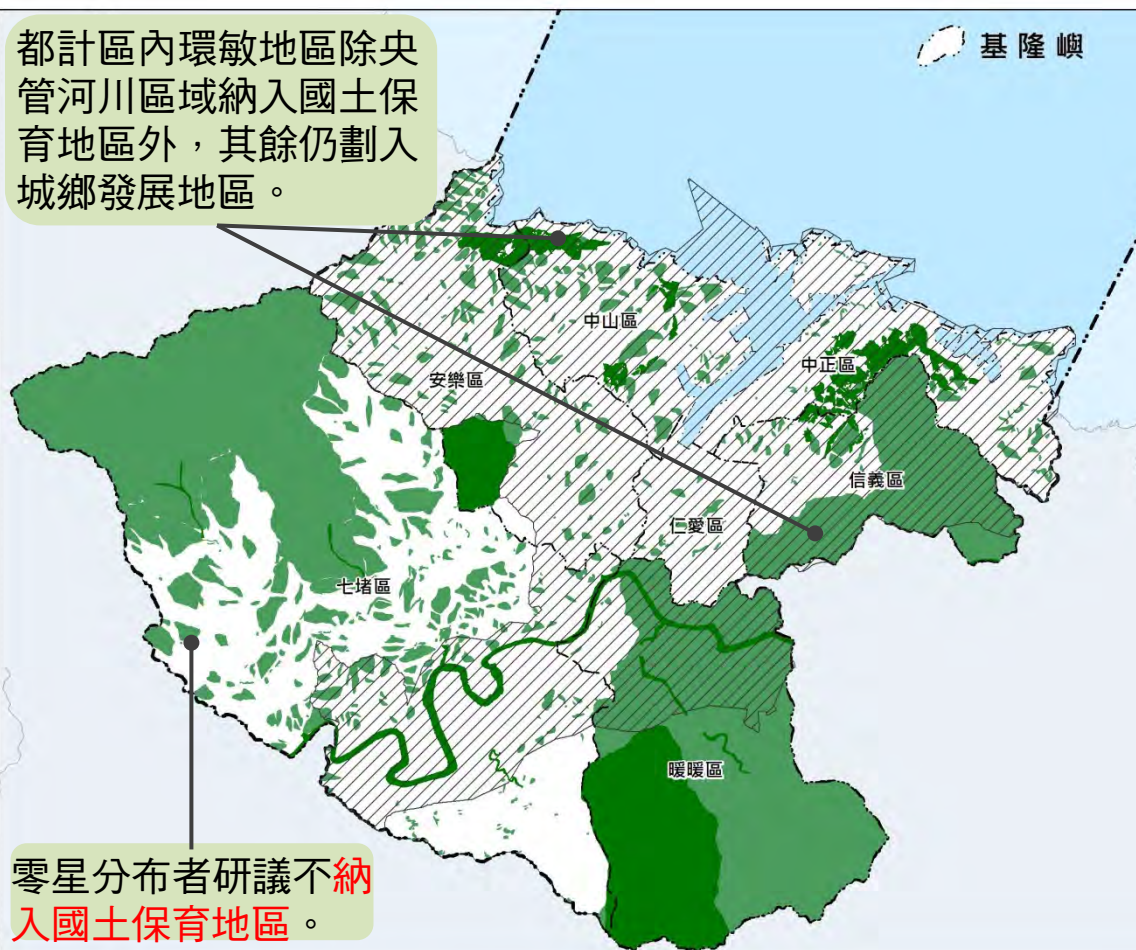 都計區內環敏地區除央
管河川區域納入國土保
育地區外，其餘仍劃入
城鄉發展地區。
基隆嶼
中山區
中正區
安樂區
信義區
仁愛區
七堵區
暖暖區
零星分布者研議不納
入國土保育地區。